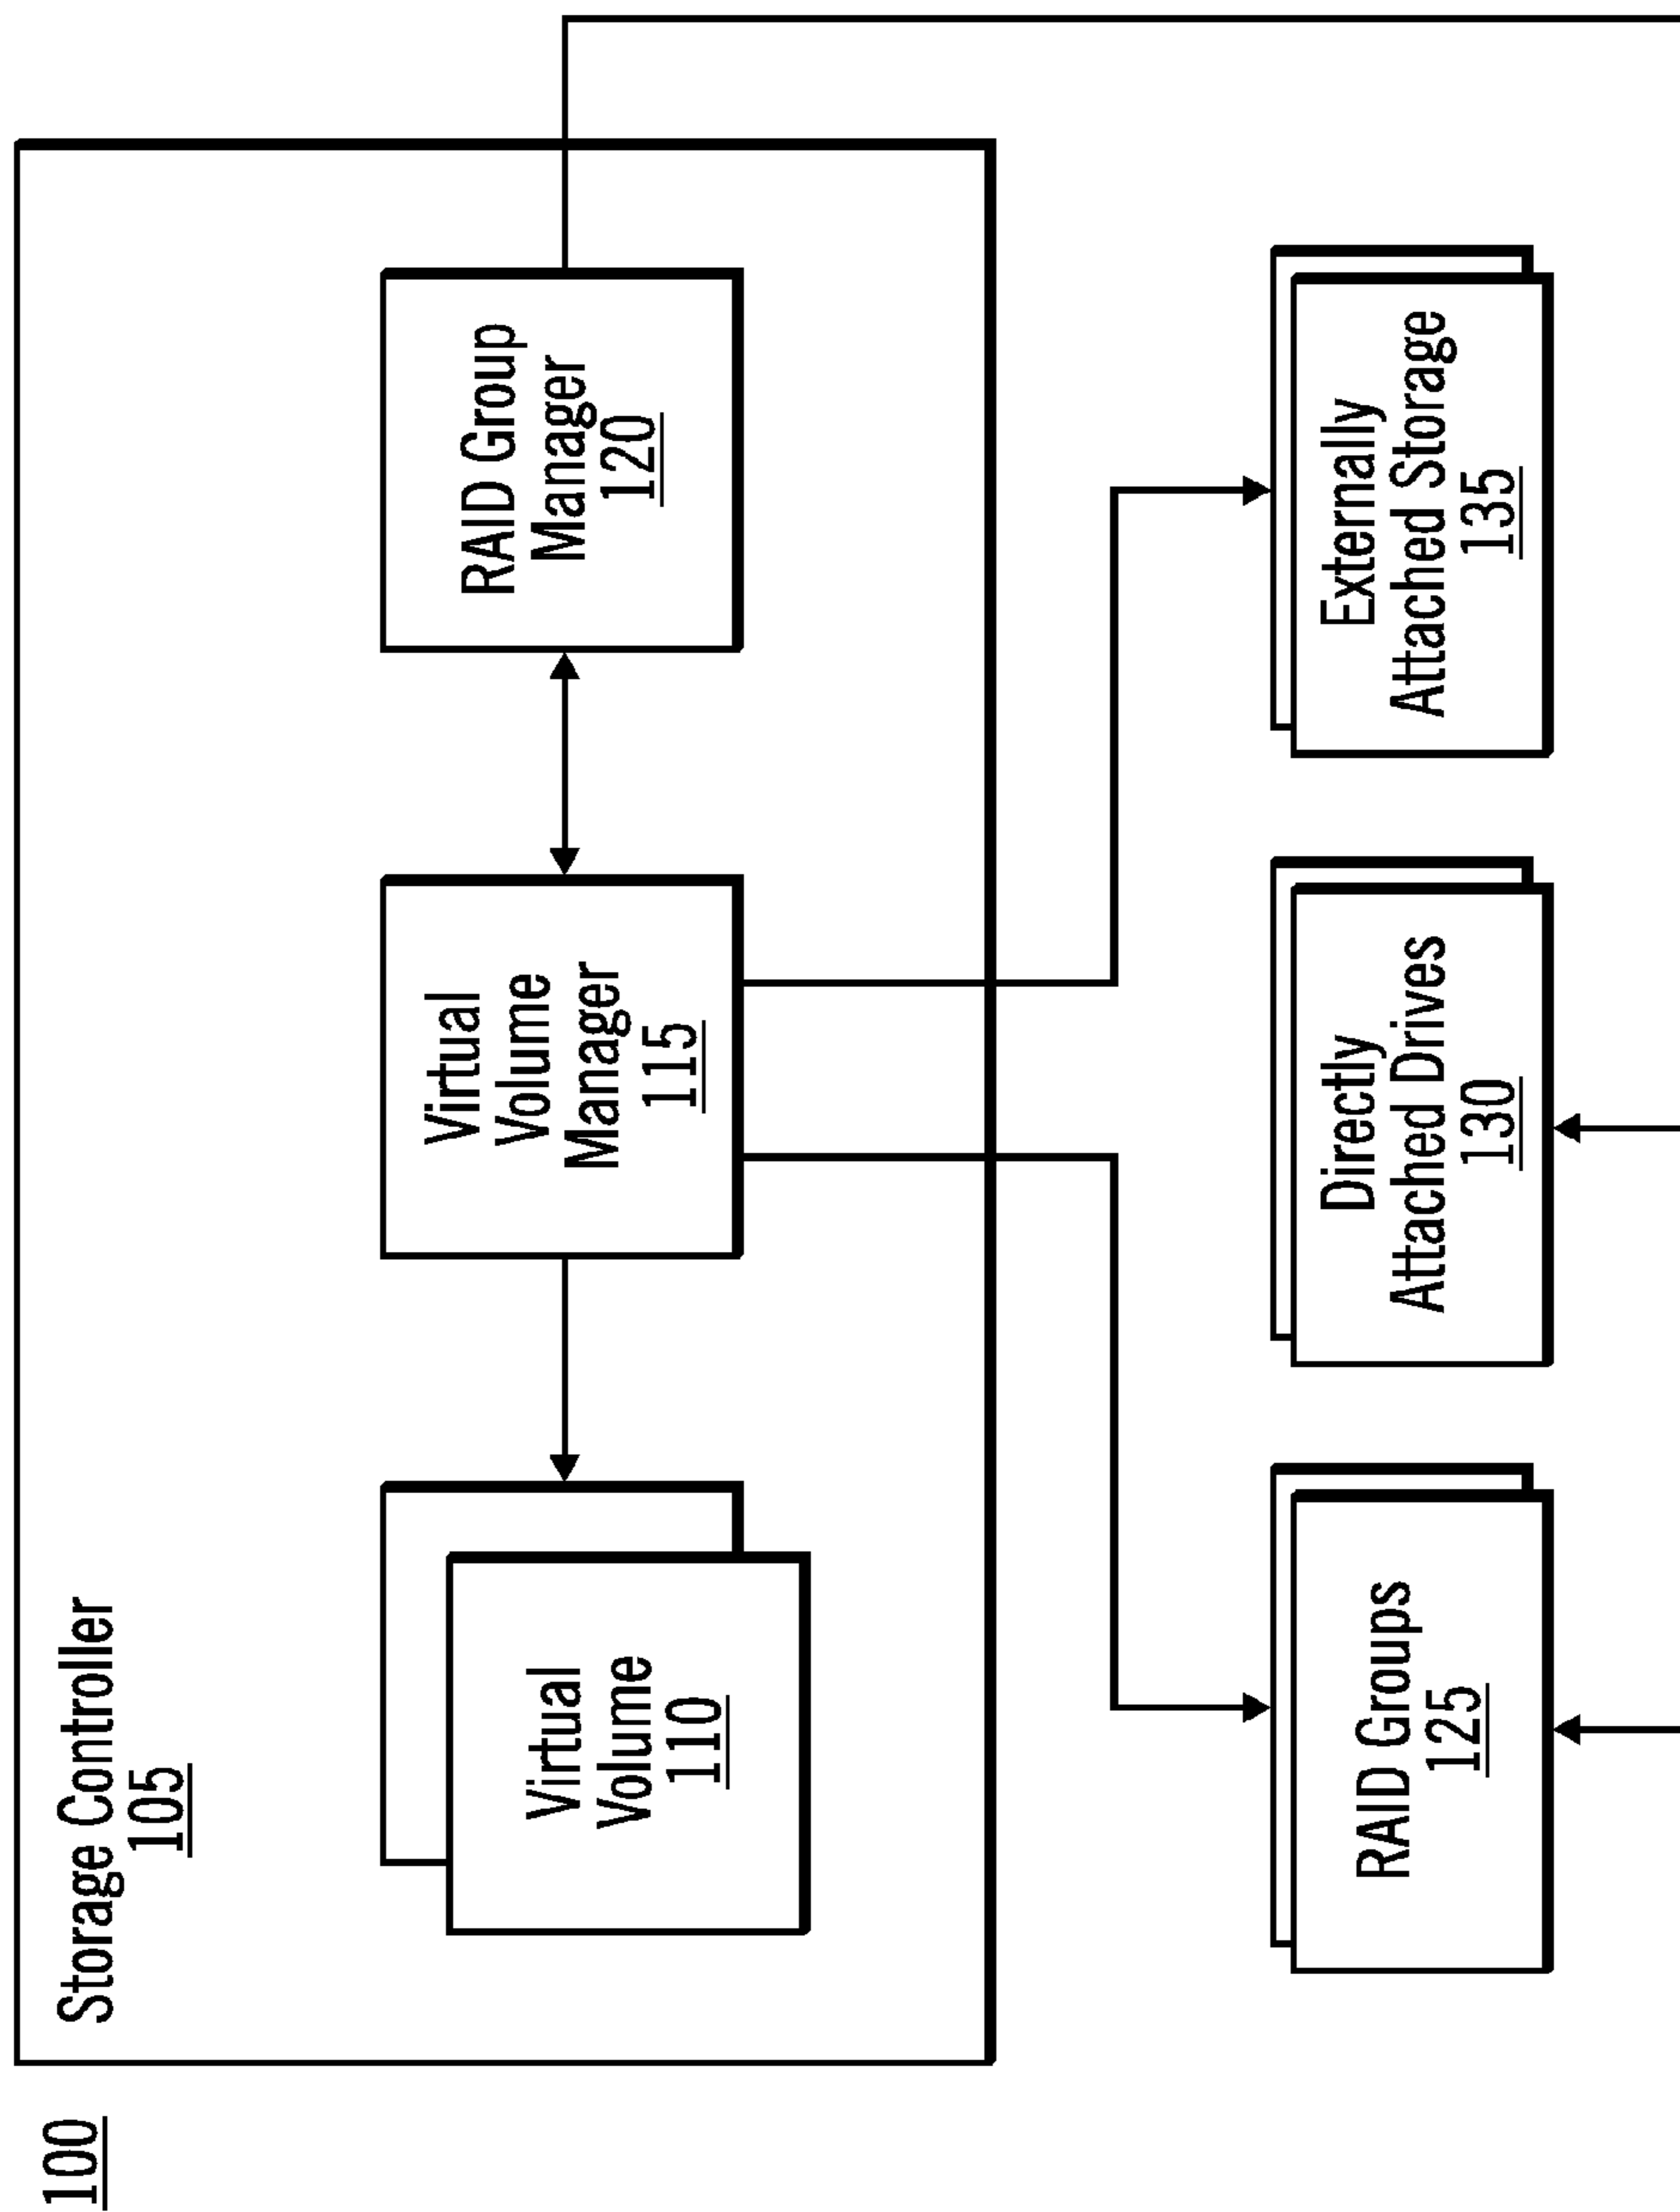 100
Storage Controller
105
Virtual
Volume
110
Virtual
Volume
Manager
115
RAID Group
Manager
120
RAID Groups
125
Directly
Attached Drives
130
Externally
Attached Storage
135